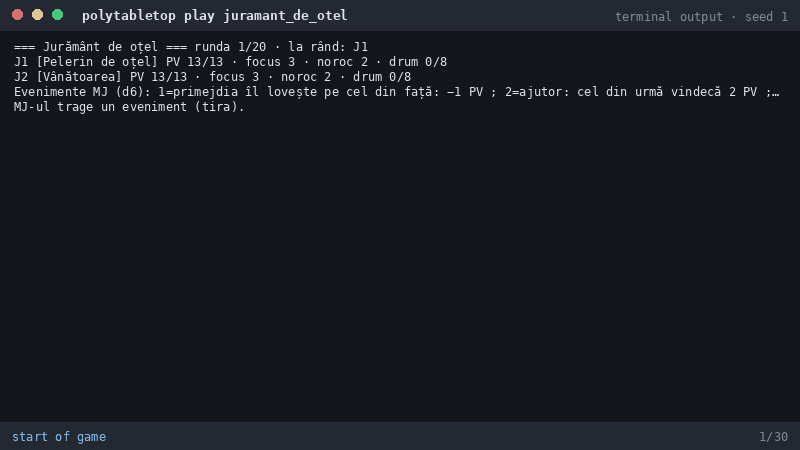 polytabletop play juramant_de_otel
terminal output · seed 1
=== Jurământ de oțel === runda 1/20 · la rând: J1
J1 [Pelerin de oțel] PV 13/13 · focus 3 · noroc 2 · drum 0/8
J2 [Vânătoarea] PV 13/13 · focus 3 · noroc 2 · drum 0/8
Evenimente MJ (d6): 1=primejdia îl lovește pe cel din față: −1 PV ; 2=ajutor: cel din urmă vindecă 2 PV ;…
MJ-ul trage un eveniment (tira).
start of game
1/30